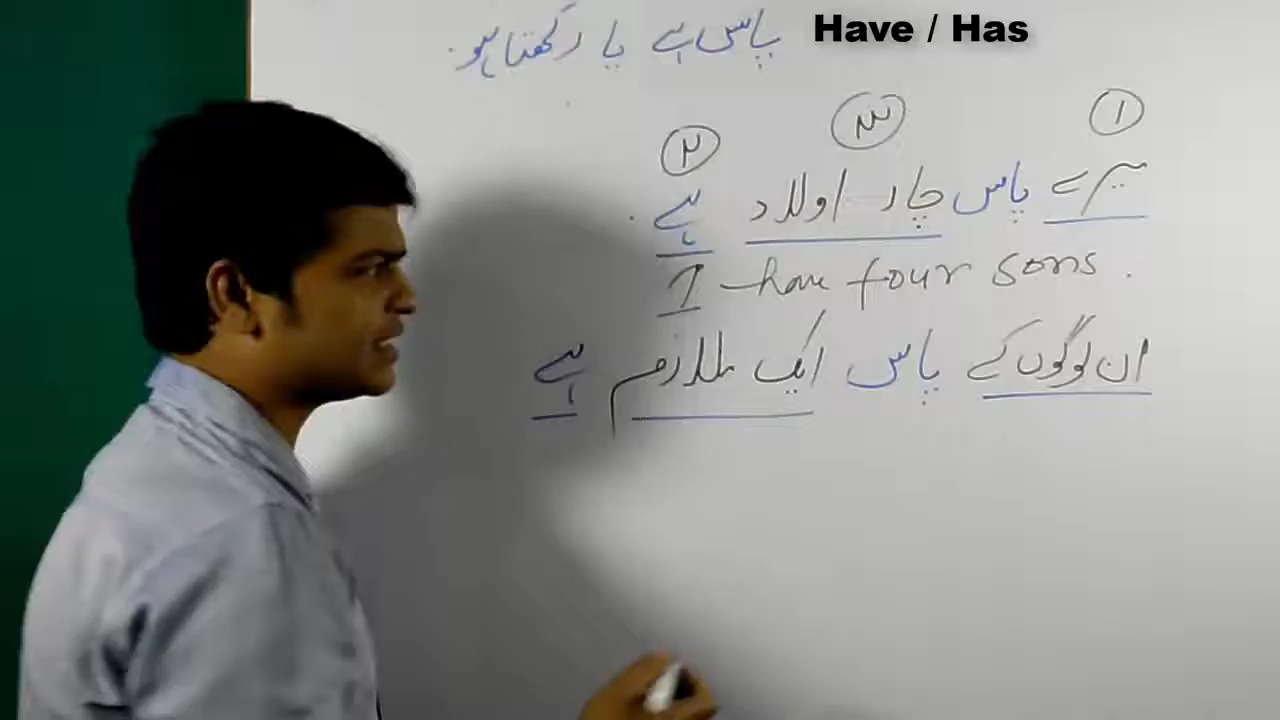 Have / Has
پاس ہے یا رکھتا ہو۔
۱ ۳ ۲
میرے پاس چار اولاد ہے۔
I have four sons.
ان لوگوں کے پاس ایک ملازم ہے